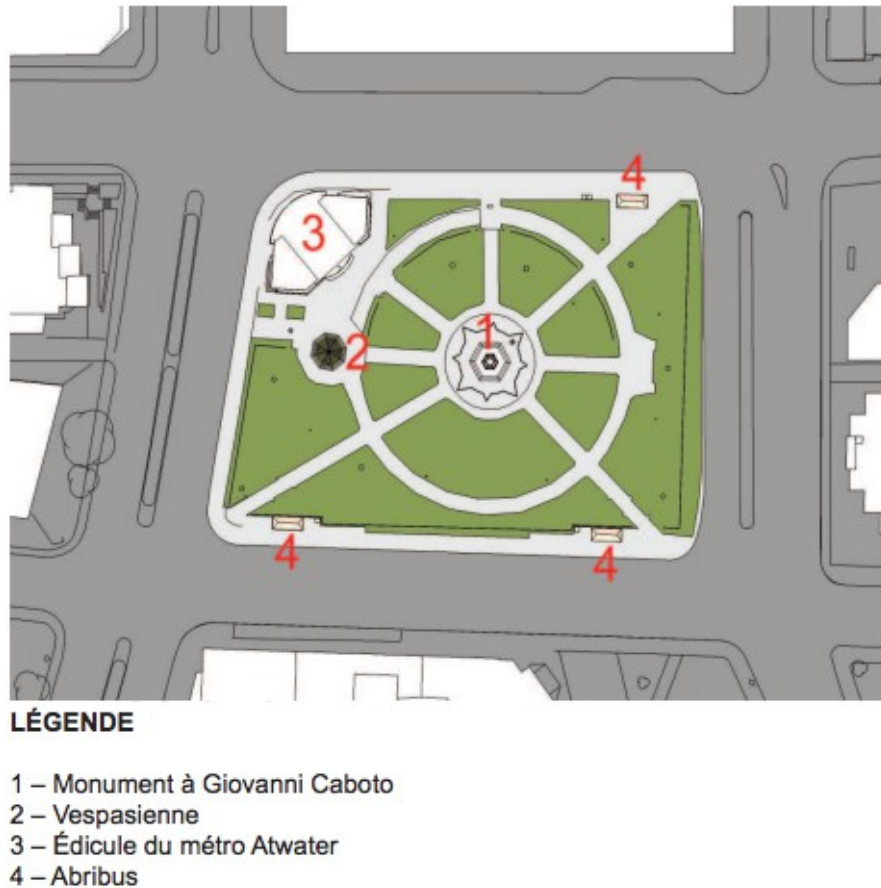 4
3
1
2
4
4
LÉGENDE
1 – Monument à Giovanni Caboto
2 – Vespasienne
3 – Édicule du métro Atwater
4 – Abribus